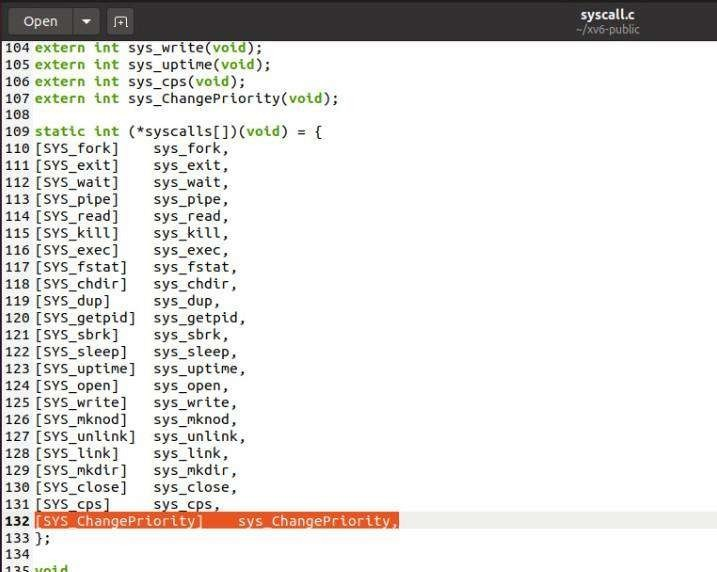 Open
syscall.c
~/xv6-public
104 extern int sys_write(void);
105 extern int sys_uptime(void);
106 extern int sys_cps(void);
107 extern int sys_ChangePriority(void);
108
109 static int (*syscalls[])(void) = {
110 [SYS_fork]    sys_fork,
111 [SYS_exit]    sys_exit,
112 [SYS_wait]    sys_wait,
113 [SYS_pipe]    sys_pipe,
114 [SYS_read]    sys_read,
115 [SYS_kill]    sys_kill,
116 [SYS_exec]    sys_exec,
117 [SYS_fstat]   sys_fstat,
118 [SYS_chdir]   sys_chdir,
119 [SYS_dup]     sys_dup,
120 [SYS_getpid]  sys_getpid,
121 [SYS_sbrk]    sys_sbrk,
122 [SYS_sleep]   sys_sleep,
123 [SYS_uptime]  sys_uptime,
124 [SYS_open]    sys_open,
125 [SYS_write]   sys_write,
126 [SYS_mknod]   sys_mknod,
127 [SYS_unlink]  sys_unlink,
128 [SYS_link]    sys_link,
129 [SYS_mkdir]   sys_mkdir,
130 [SYS_close]   sys_close,
131 [SYS_cps]     sys_cps,
132 [SYS_ChangePriority]    sys_ChangePriority,
133 };
134
135 void